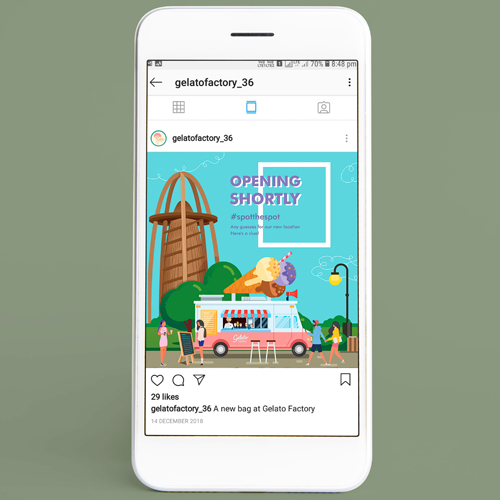 70% 8:48 pm
gelatofactory_36
gelatofactory_36
OPENING
SHORTLY
#spotthespot
Any guesses for our new location
Here's a clue!
Gelato
29 likes
gelatofactory_36 A new bag at Gelato Factory
14 DECEMBER 2018